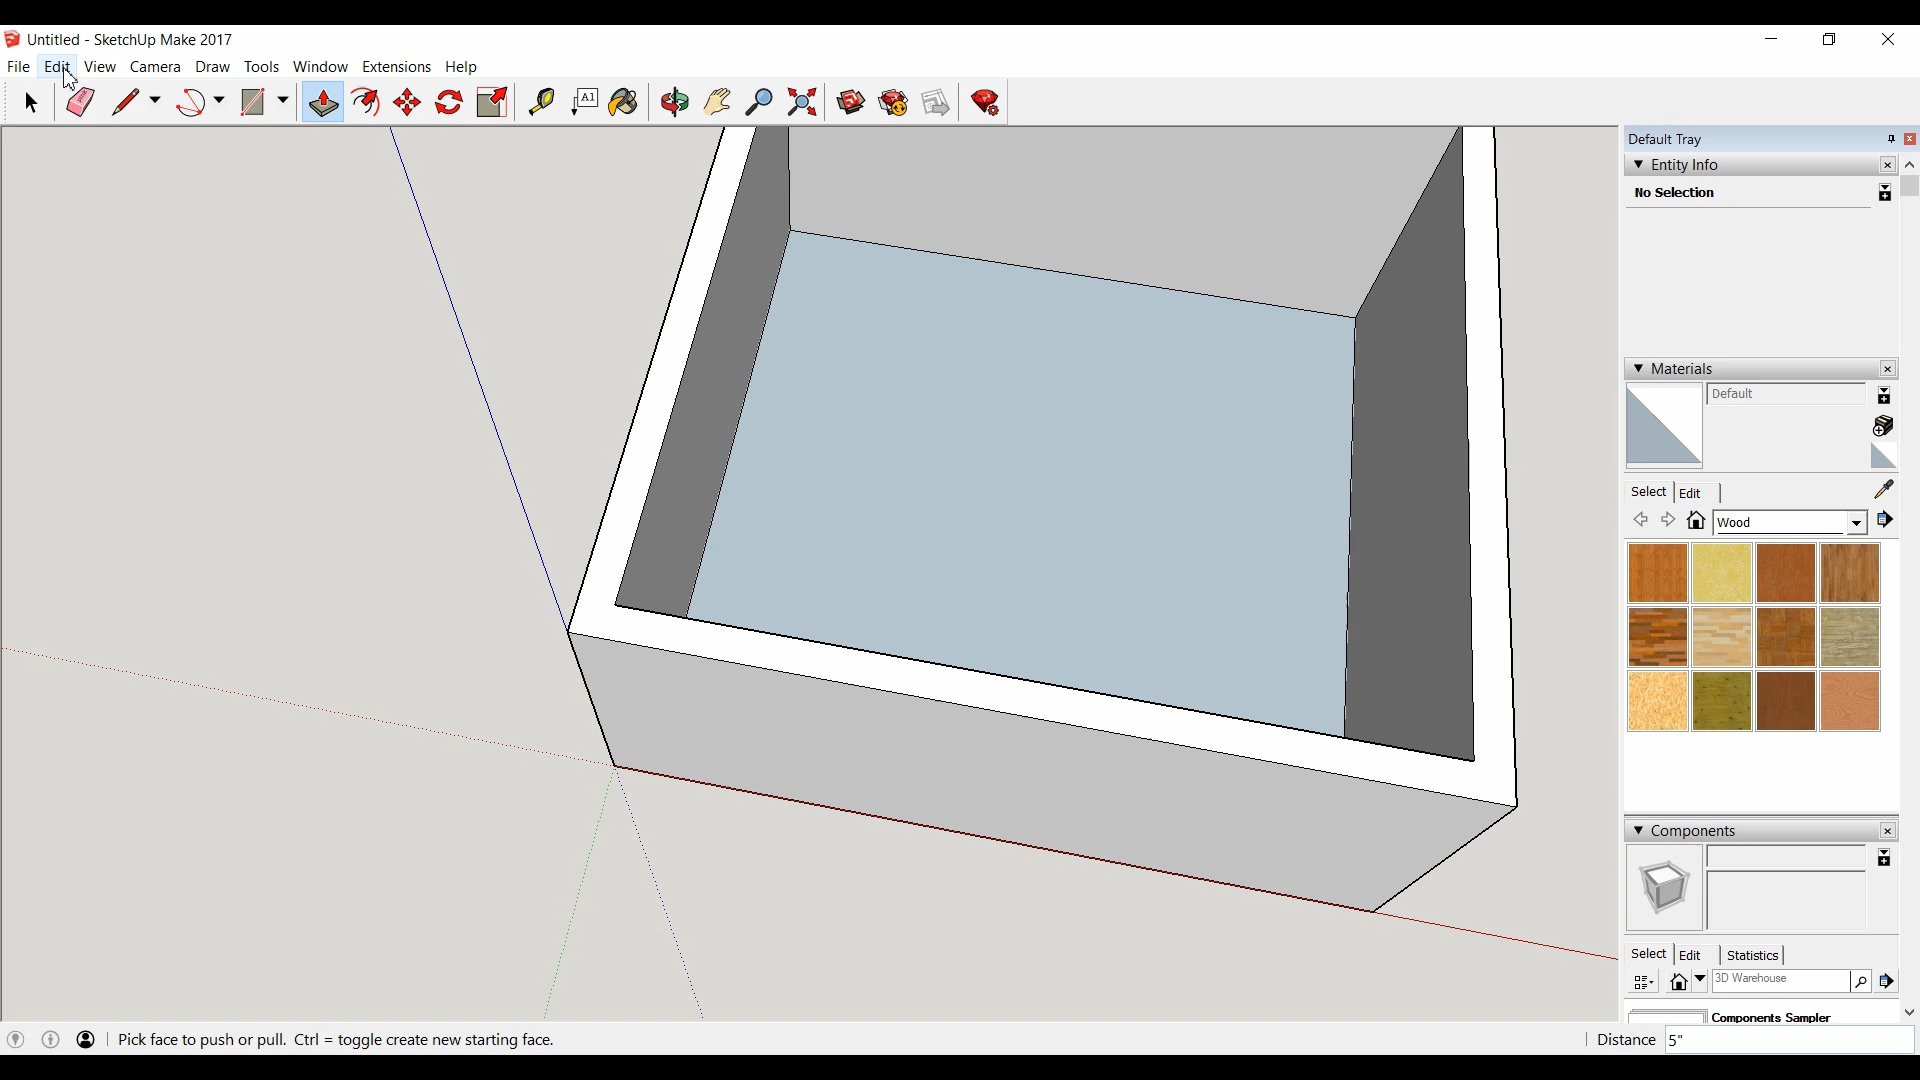 Untitled - SketchUp Make 2017
File Edit View Camera Draw Tools Window Extensions Help
A1
Default Tray
Entity Info
No Selection
Materials
Default
Select Edit
Wood
Components
Select Edit Statistics
3D Warehouse
Components Sampler
Pick face to push or pull. Ctrl = toggle create new starting face.
Distance 5"